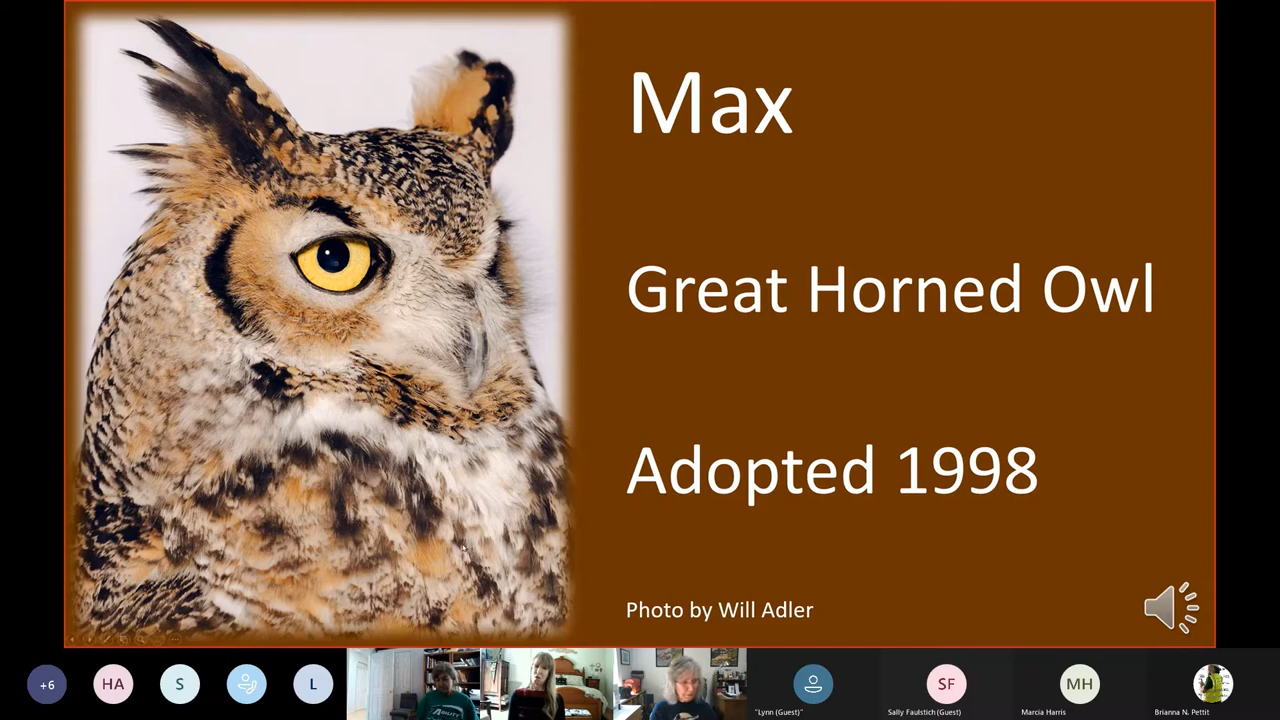 Max
Great Horned Owl
Adopted 1998
Photo by Will Adler
+6
HA
S
L
SF
MH
"Lynn (Guest)"
Sally Faulstich (Guest)
Marcia Harris
Brianna N. Pettit